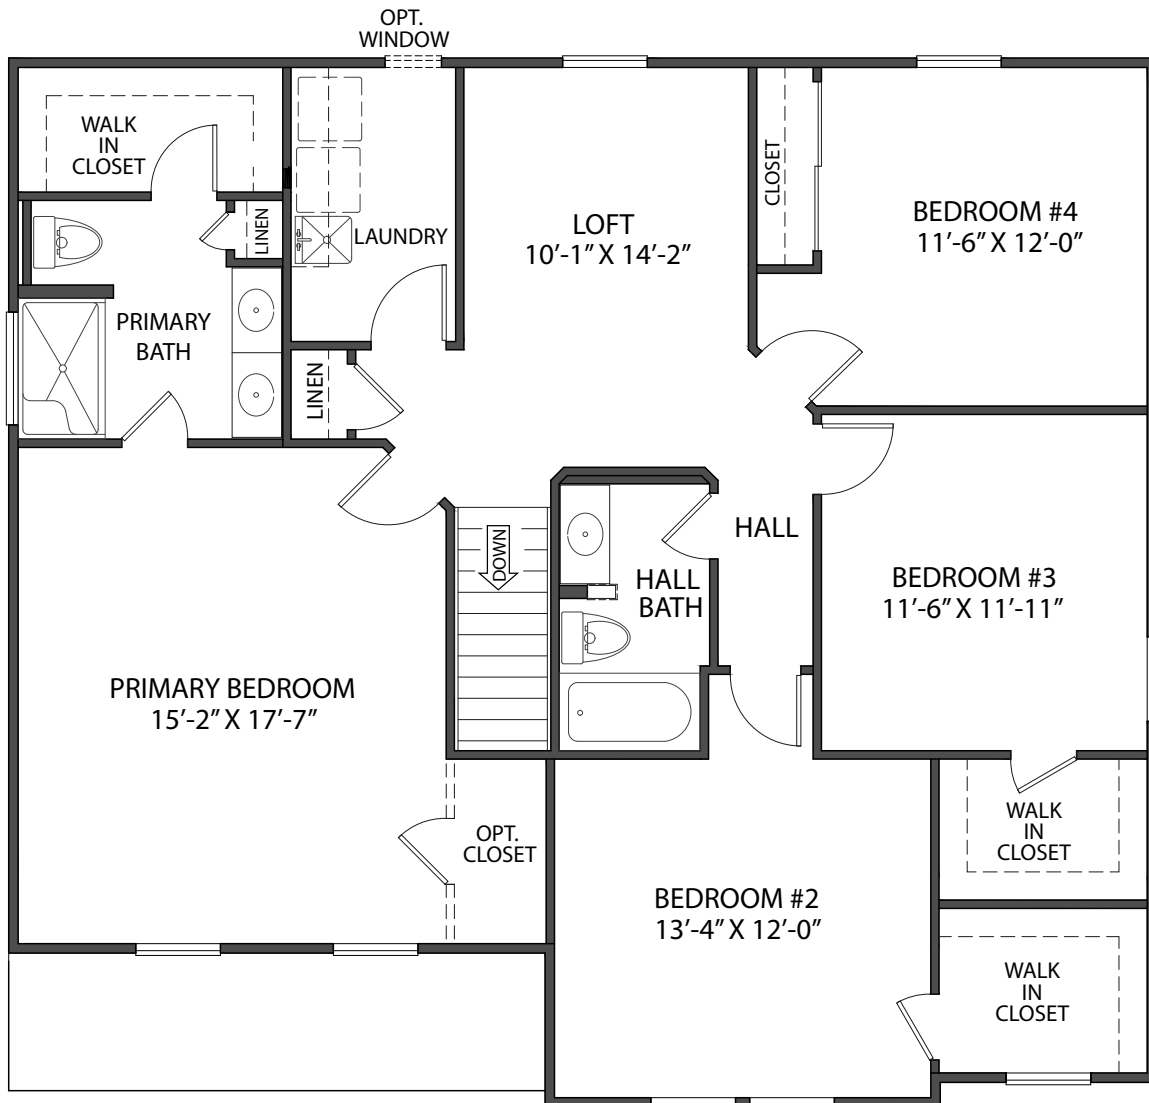 OPT.
WINDOW
WALK
IN
CLOSET
LINEN
LAUNDRY
LOFT
10’-1” X 14’-2”
CLOSET
BEDROOM #4
11’-6” X 12’-0”
PRIMARY
BATH
LINEN
HALL
DOWN
HALL
BATH
BEDROOM #3
11’-6” X 11’-11”
PRIMARY BEDROOM
15’-2” X 17’-7”
OPT.
CLOSET
WALK
IN
CLOSET
BEDROOM #2
13’-4” X 12’-0”
WALK
IN
CLOSET